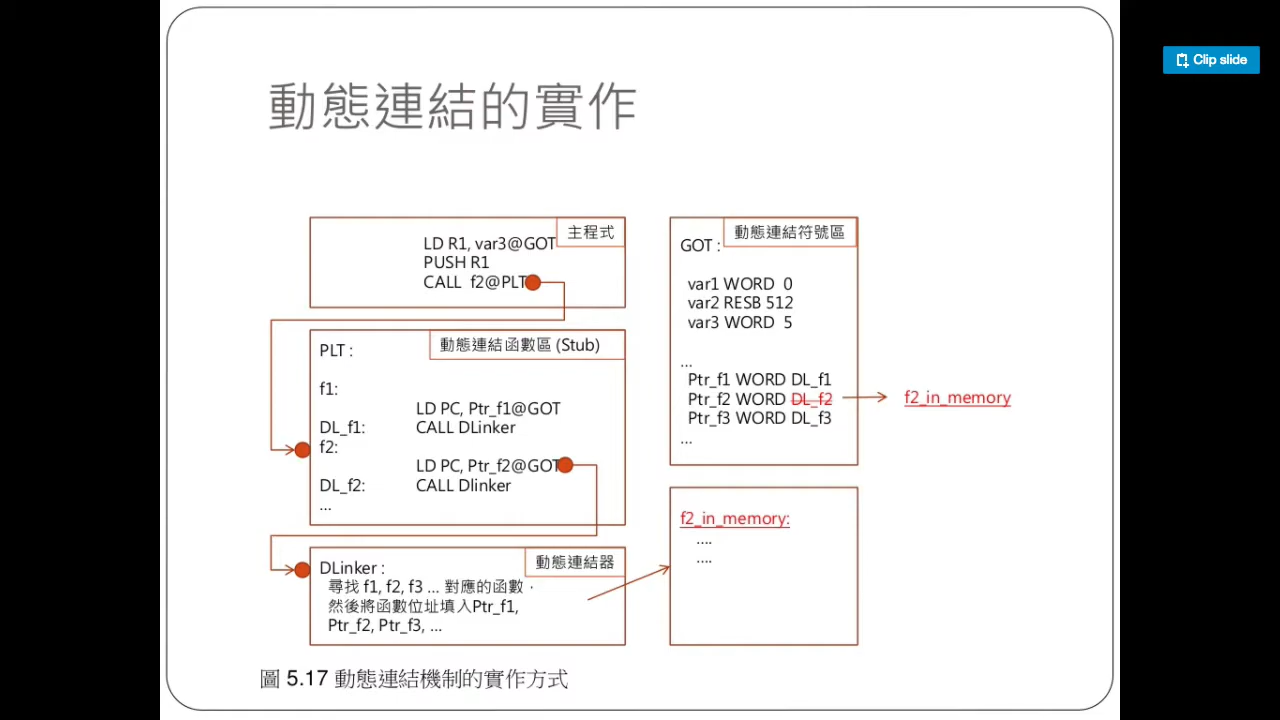 動態連結的實作
Clip slide
主程式
LD R1, var3@GOT
PUSH R1
CALL f2@PLT
動態連結函數區 (Stub)
PLT :
f1:
LD PC, Ptr_f1@GOT
DL_f1: CALL DLinker
f2:
LD PC, Ptr_f2@GOT
DL_f2: CALL Dlinker
...
動態連結器
DLinker :
尋找 f1, f2, f3 ... 對應的函數，
然後將函數位址填入Ptr_f1,
Ptr_f2, Ptr_f3, ...
動態連結符號區
GOT :
var1 WORD 0
var2 RESB 512
var3 WORD 5
...
Ptr_f1 WORD DL_f1
Ptr_f2 WORD DL_f2 f2_in_memory
Ptr_f3 WORD DL_f3
...
f2_in_memory:
....
....
圖 5.17 動態連結機制的實作方式